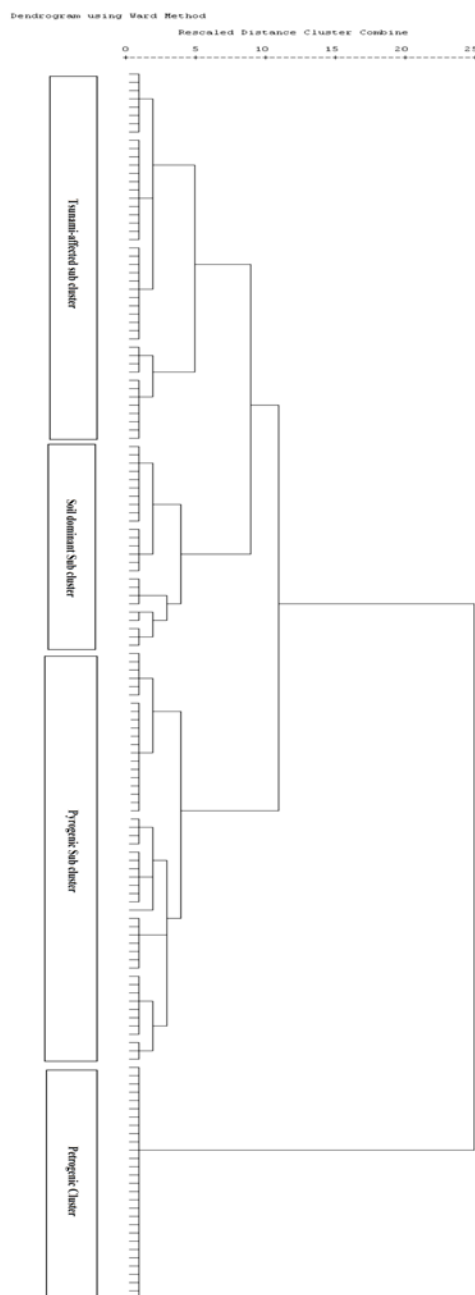 Dendrogram using Ward Method
Rescaled Distance Cluster Combine
0 5 10 15 20 25
Tsunami-affected sub cluster
Soil dominant Sub cluster
Pyrogenic Sub cluster
Petrogenic Cluster